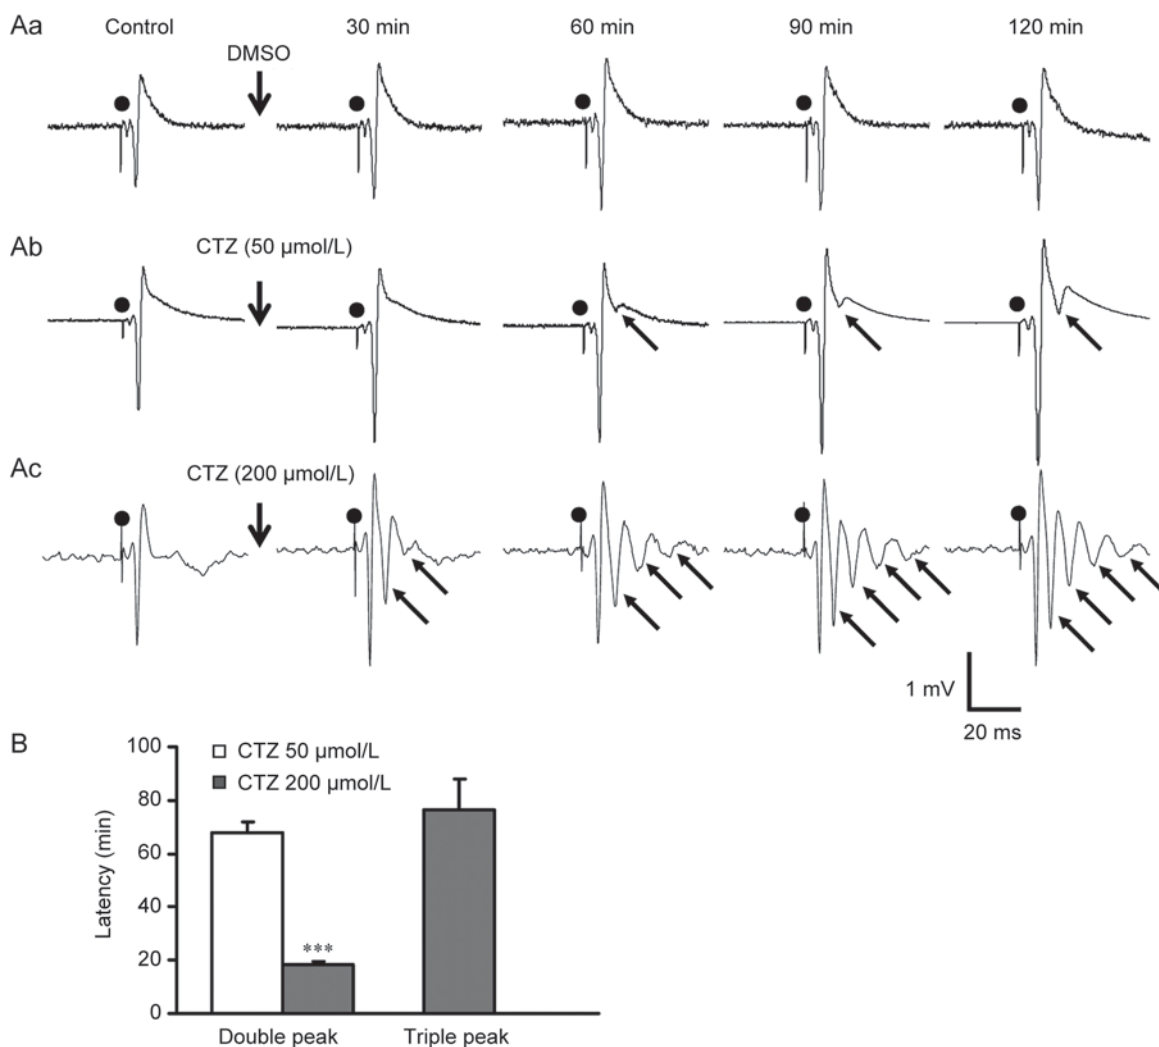 Aa Control 30 min 60 min 90 min 120 min
DMSO
Ab CTZ (50 µmol/L)
Ac CTZ (200 µmol/L)
1 mV
20 ms
B
100
80
60
40
20
0
Latency (min)
CTZ 50 µmol/L
CTZ 200 µmol/L
***
Double peak Triple peak